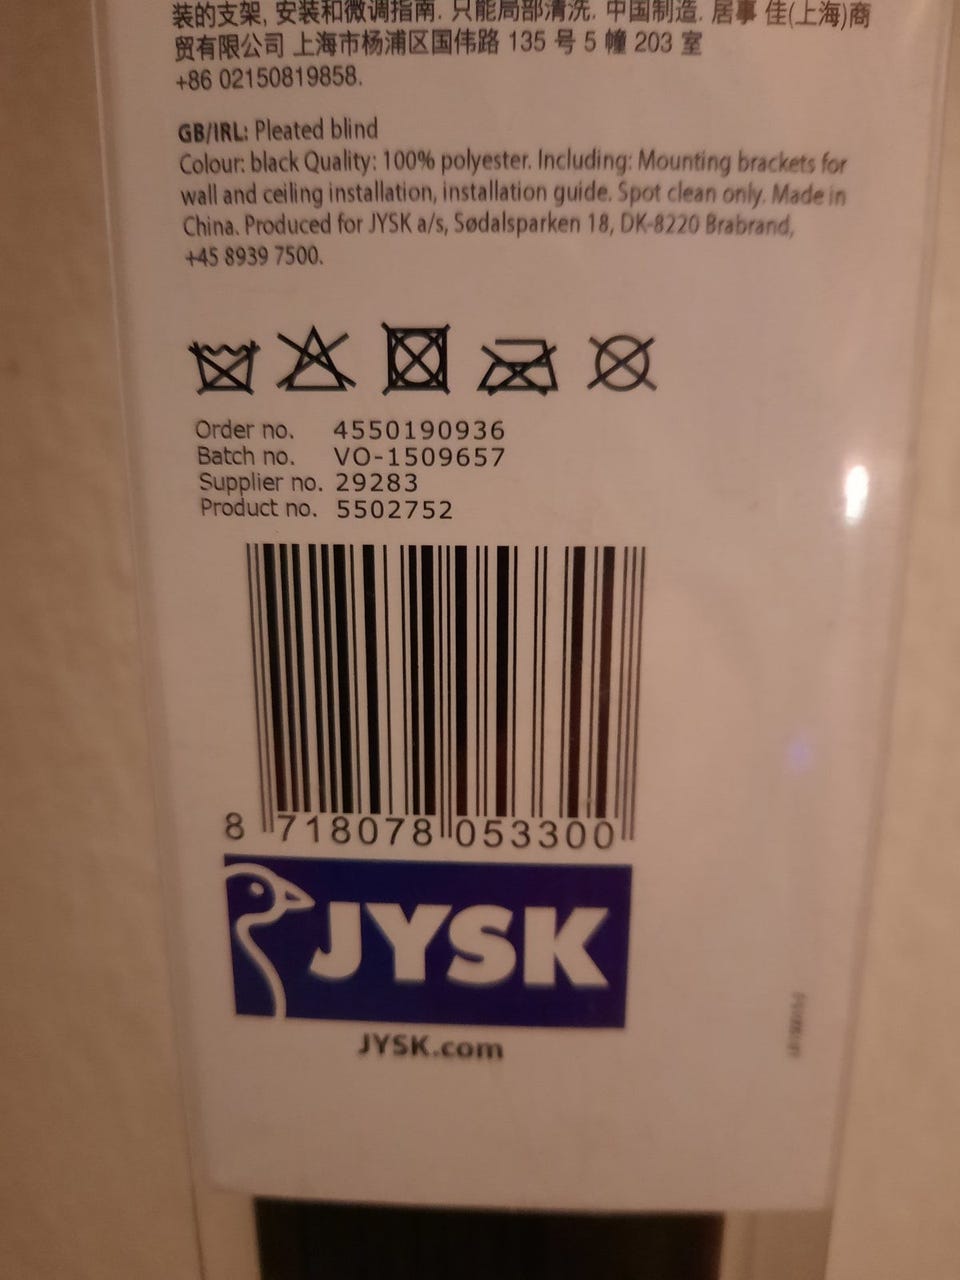 装的支架, 安装和微调指南. 只能局部清洗. 中国制造. 居事 佳(上海)商
贸有限公司 上海市杨浦区国伟路 135 号 5 幢 203 室
+86 02150819858.
GB/IRL: Pleated blind
Colour: black Quality: 100% polyester. Including: Mounting brackets for
wall and ceiling installation, installation guide. Spot clean only. Made in
China. Produced for JYSK a/s, Sødalsparken 18, DK-8220 Brabrand,
+45 8939 7500.
Order no. 4550190936
Batch no. VO-1509657
Supplier no. 29283
Product no. 5502752
8 718078 053300
JYSK
JYSK.com